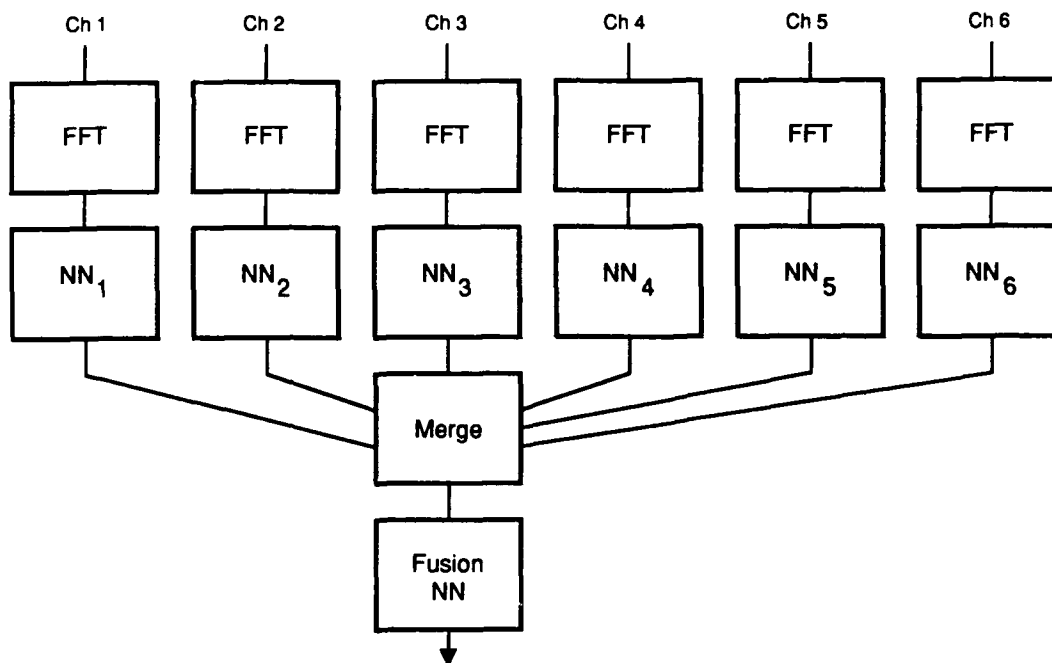 Ch 1 Ch 2 Ch 3 Ch 4 Ch 5 Ch 6
FFT FFT FFT FFT FFT FFT
NN1 NN2 NN3 NN4 NN5 NN6
Merge
Fusion
NN